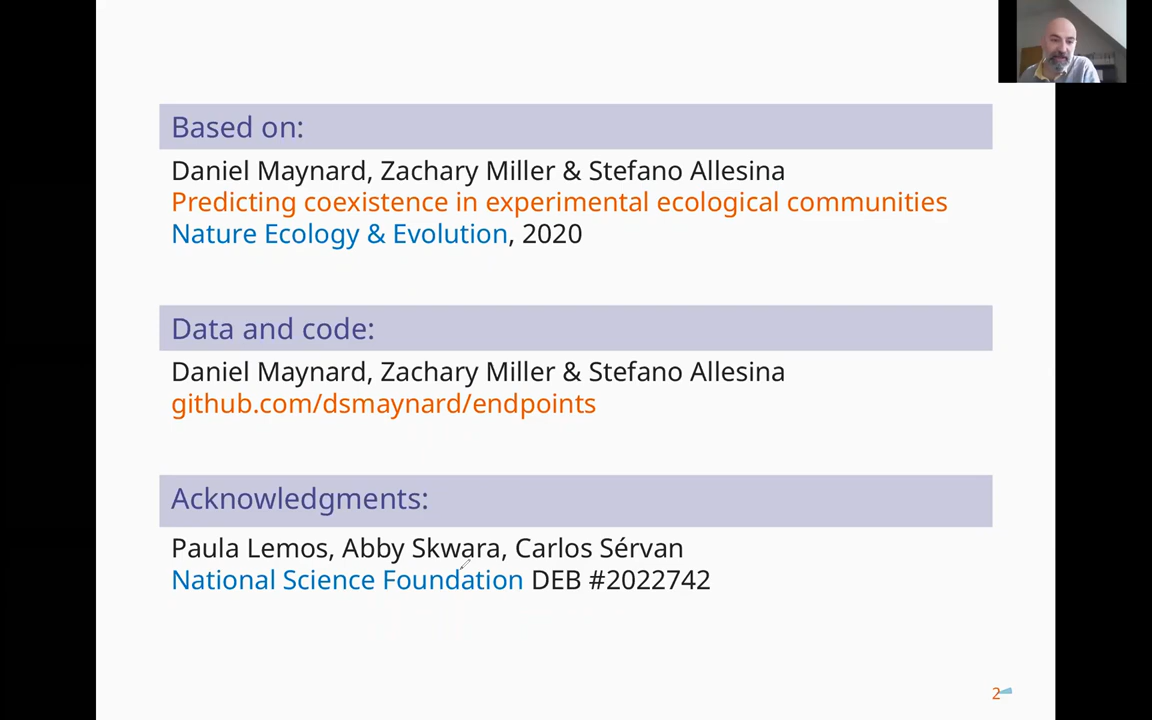 Based on:
Daniel Maynard, Zachary Miller & Stefano Allesina
Predicting coexistence in experimental ecological communities
Nature Ecology & Evolution, 2020
Data and code:
Daniel Maynard, Zachary Miller & Stefano Allesina
github.com/dsmaynard/endpoints
Acknowledgments:
Paula Lemos, Abby Skwara, Carlos Sérvan
National Science Foundation DEB #2022742
2